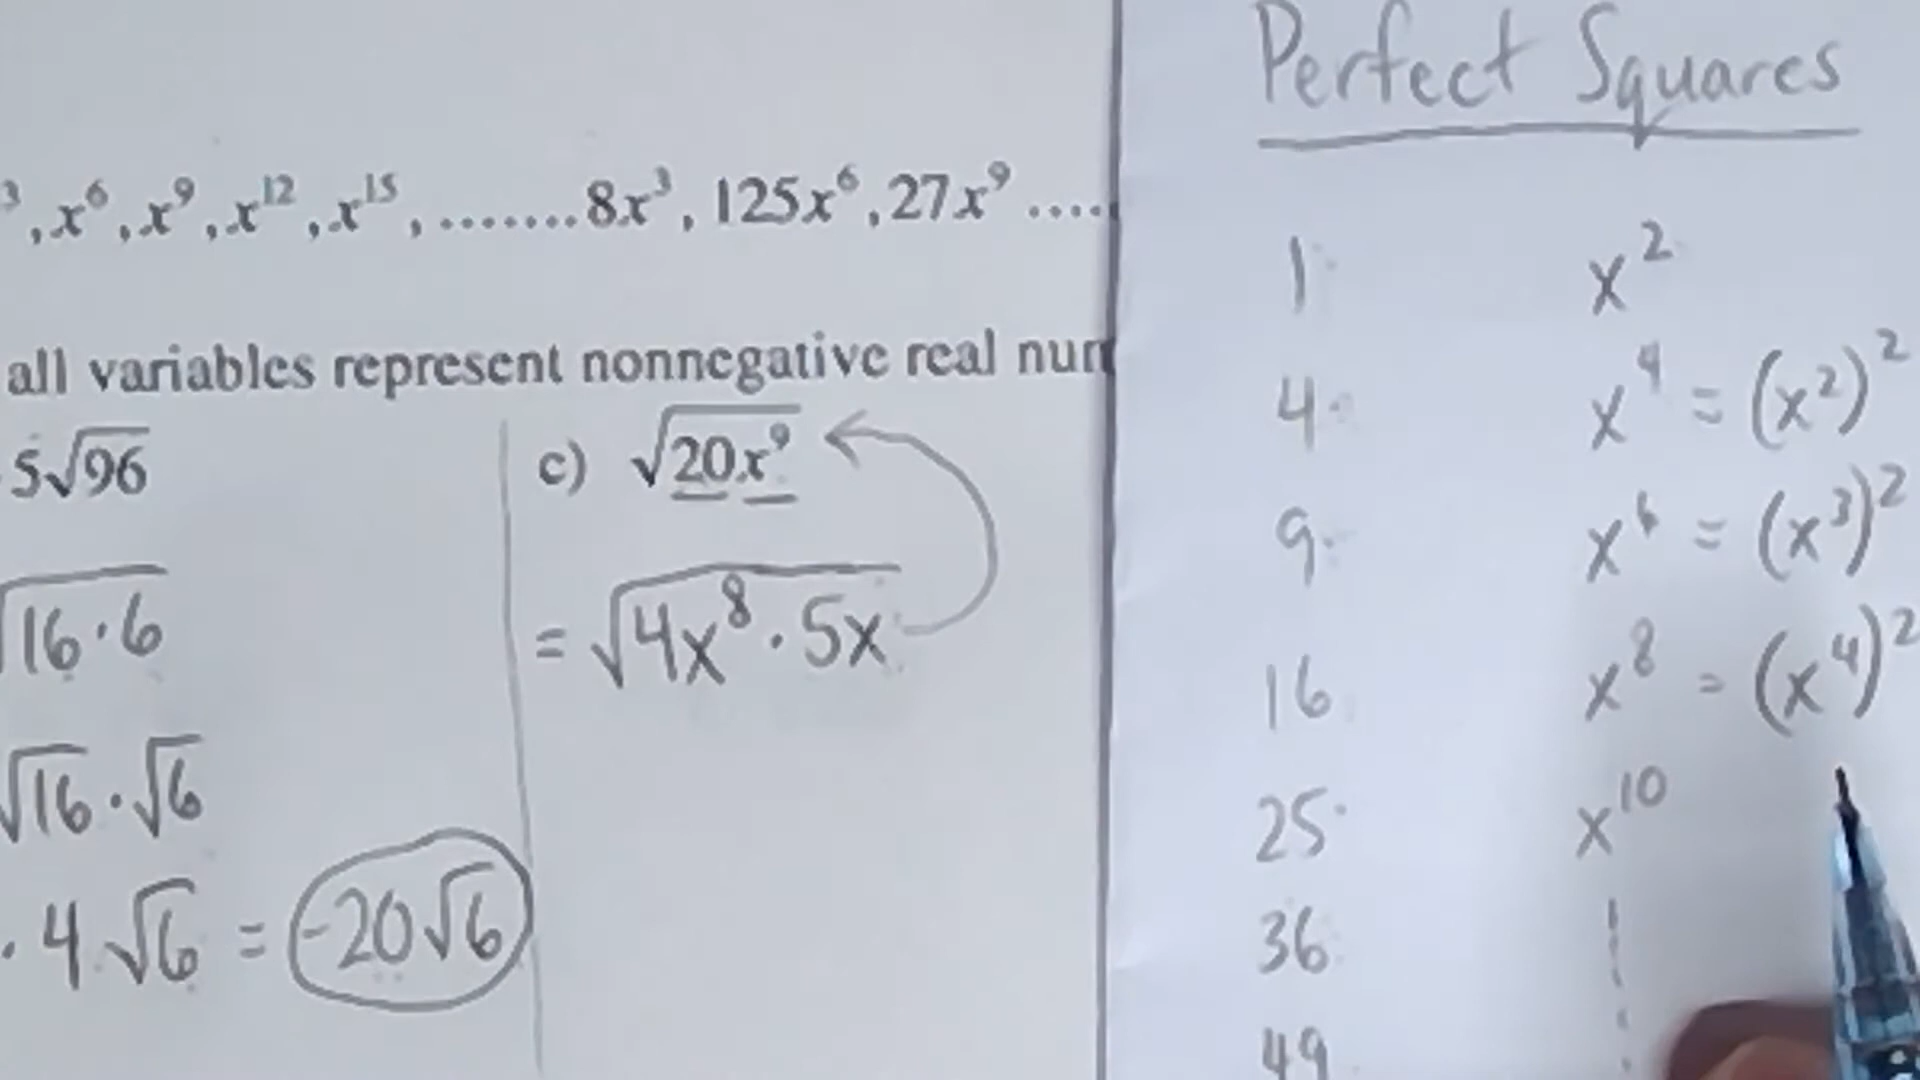 ³, x⁶, x⁹, x¹², x¹⁵, ....... 8x³, 125x⁶, 27x⁹ ....
all variables represent nonnegative real
5√96
√16·6
√16 · √6
· 4√6 = -20√6
c) √20x⁹
= √4x⁸ · 5x
Perfect Squares
1 x²
4 x⁴ = (x²)²
9 x⁶ = (x³)²
16 x⁸ = (x⁴)²
25 x¹⁰
36
49